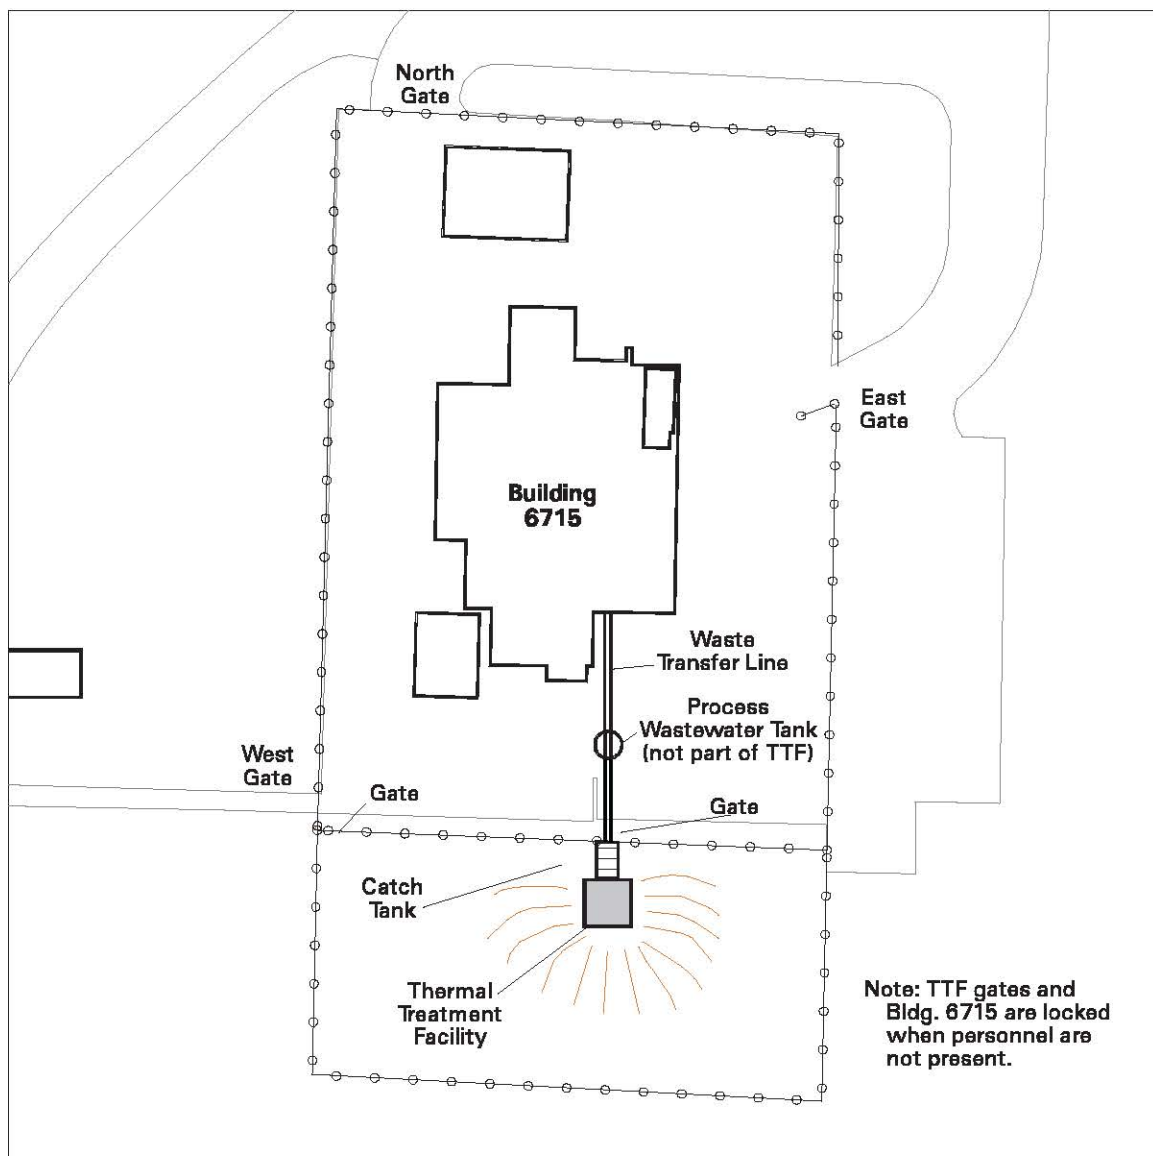 North
Gate
East
Gate
Building
6715
Waste
Transfer Line
Process
Wastewater Tank
(not part of TTF)
West
Gate
Gate
Gate
Catch
Tank
Thermal
Treatment
Facility
Note: TTF gates and
Bldg. 6715 are locked
when personnel are
not present.